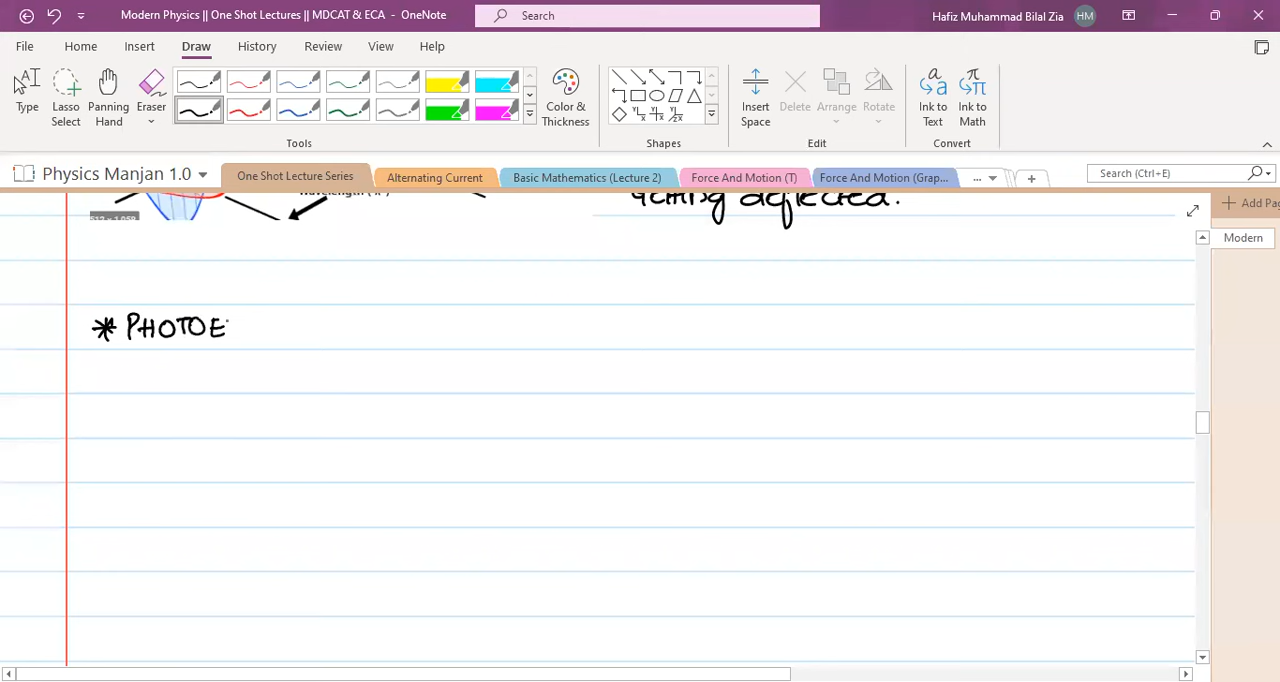 Modern Physics || One Shot Lectures || MDCAT & ECA - OneNote
Search
Hafiz Muhammad Bilal Zia HM
File Home Insert Draw History Review View Help
Type Lasso Select Panning Hand Eraser Color & Thickness Insert Space Delete Arrange Rotate Ink to Text Ink to Math
Tools Shapes Edit Convert
Physics Manjan 1.0 One Shot Lecture Series Alternating Current Basic Mathematics (Lecture 2) Force And Motion (T) Force And Motion (Grap... ... Search (Ctrl+E)
Add Pag
deflected.
Modern
* PHOTOE